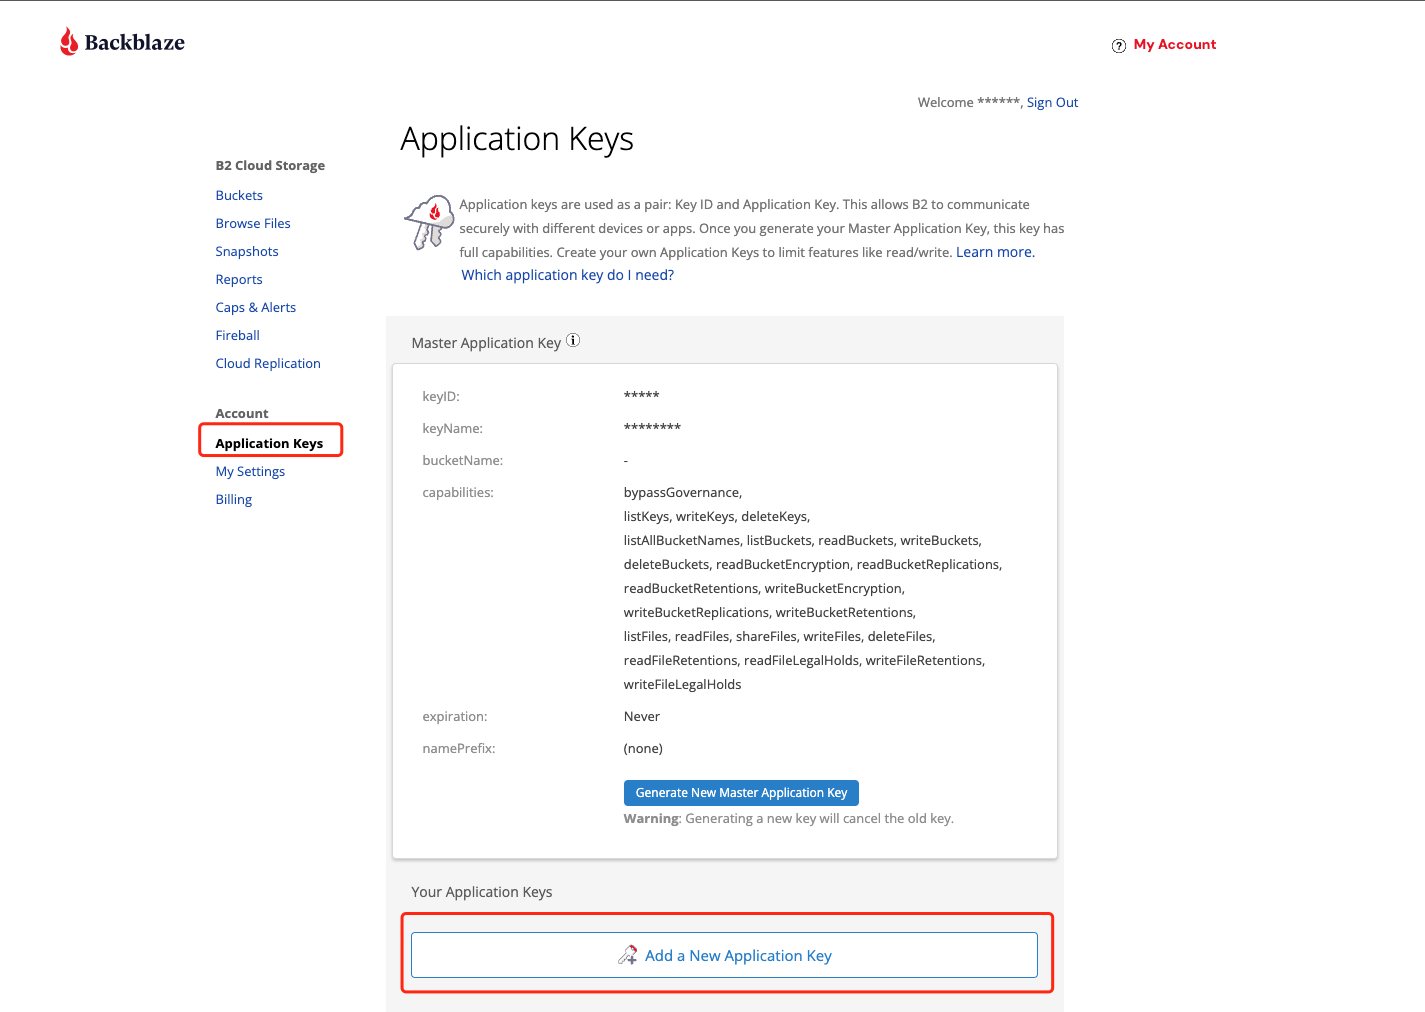 Backblaze
? My Account
Welcome ******, Sign Out
Application Keys
B2 Cloud Storage
Buckets
Browse Files
Snapshots
Reports
Caps & Alerts
Fireball
Cloud Replication
Account
Application Keys
My Settings
Billing
Application keys are used as a pair: Key ID and Application Key. This allows B2 to communicate
securely with different devices or apps. Once you generate your Master Application Key, this key has
full capabilities. Create your own Application Keys to limit features like read/write. Learn more.
Which application key do I need?
Master Application Key i
keyID: *****
keyName: ********
bucketName: -
capabilities: bypassGovernance,
listKeys, writeKeys, deleteKeys,
listAllBucketNames, listBuckets, readBuckets, writeBuckets,
deleteBuckets, readBucketEncryption, readBucketReplications,
readBucketRetentions, writeBucketEncryption,
writeBucketReplications, writeBucketRetentions,
listFiles, readFiles, shareFiles, writeFiles, deleteFiles,
readFileRetentions, readFileLegalHolds, writeFileRetentions,
writeFileLegalHolds
expiration: Never
namePrefix: (none)
Generate New Master Application Key
Warning: Generating a new key will cancel the old key.
Your Application Keys
Add a New Application Key